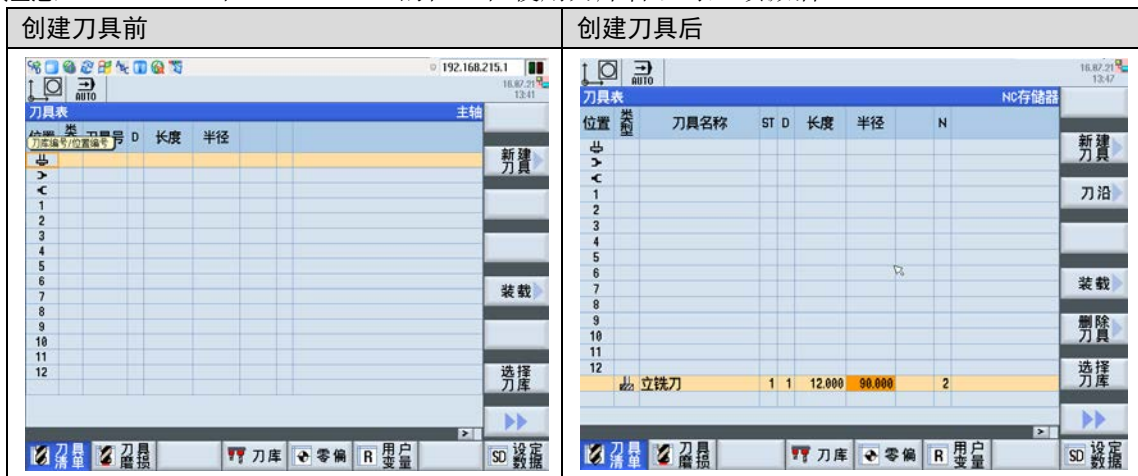 创建刀具前
192.168.215.1
16.07.21
13:41
AUTO
刀具表 主轴
类 刀具号 D 长度 半径
刀库编号/位置编号
1
2
3
4
5
6
7
8
9
10
11
12
新建刀具
装载
选择刀库
刀具清单 刀具磨损 刀库 零偏 R 用户变量 SD 设定数据
创建刀具后
16.07.21
13:47
AUTO
刀具表 NC存储器
位置 类型 刀具名称 ST D 长度 半径 N
1
2
3
4
5
6
7
8
9
10
11
12
立铣刀 1 1 12.000 90.000 2
新建刀具
刀沿
装载
删除刀具
选择刀库
刀具清单 刀具磨损 刀库 零偏 R 用户变量 SD 设定数据